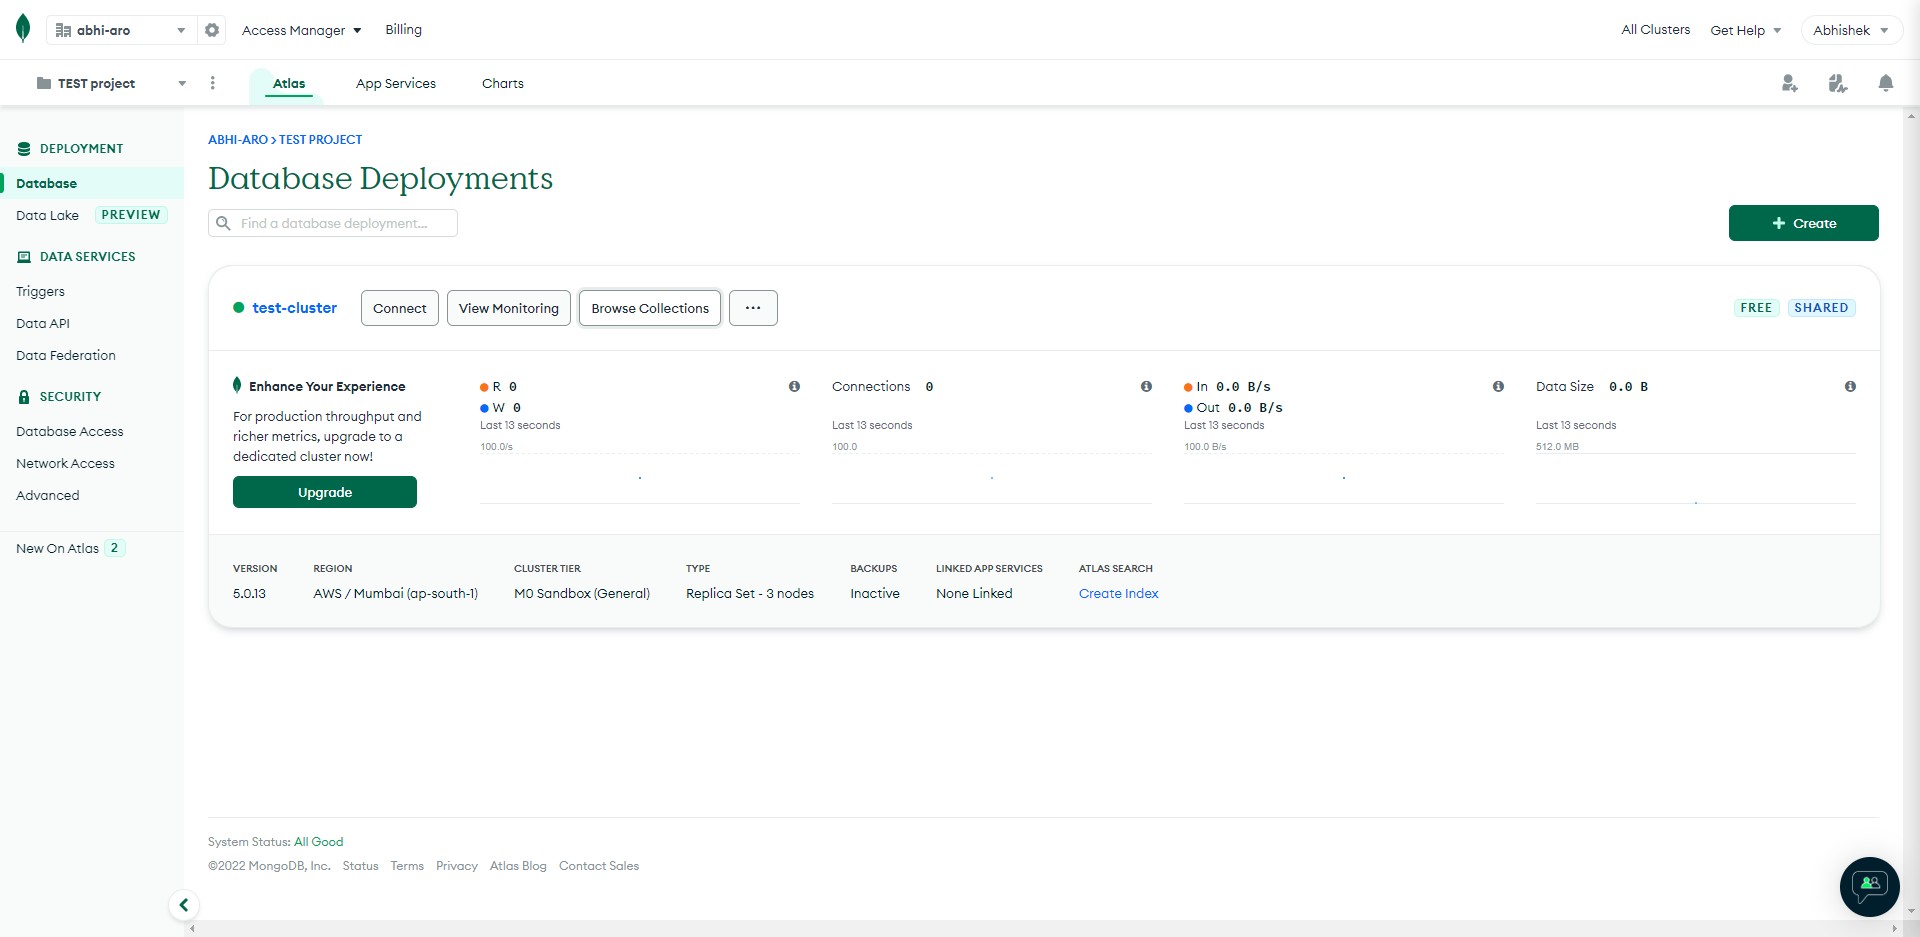 abhi-aro
Access Manager
Billing
All Clusters
Get Help
Abhishek
TEST project
Atlas
App Services
Charts
DEPLOYMENT
Database
Data Lake PREVIEW
DATA SERVICES
Triggers
Data API
Data Federation
SECURITY
Database Access
Network Access
Advanced
New On Atlas 2
ABHI-ARO > TEST PROJECT
Database Deployments
Find a database deployment...
+ Create
test-cluster
Connect
View Monitoring
Browse Collections
...
FREE
SHARED
Enhance Your Experience
For production throughput and
richer metrics, upgrade to a
dedicated cluster now!
Upgrade
R 0
W 0
Last 13 seconds
100.0/s
Connections 0
Last 13 seconds
100.0
In 0.0 B/s
Out 0.0 B/s
Last 13 seconds
100.0 B/s
Data Size 0.0 B
Last 13 seconds
512.0 MB
VERSION
5.0.13
REGION
AWS / Mumbai (ap-south-1)
CLUSTER TIER
M0 Sandbox (General)
TYPE
Replica Set - 3 nodes
BACKUPS
Inactive
LINKED APP SERVICES
None Linked
ATLAS SEARCH
Create Index
System Status: All Good
©2022 MongoDB, Inc. Status Terms Privacy Atlas Blog Contact Sales